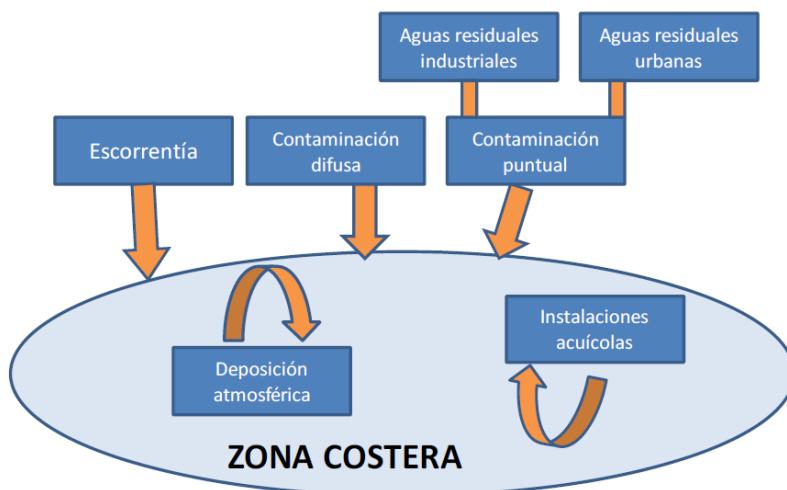 Aguas residuales
industriales
Aguas residuales
urbanas
Escorrentía
Contaminación
difusa
Contaminación
puntual
Deposición
atmosférica
Instalaciones
acuícolas
ZONA COSTERA